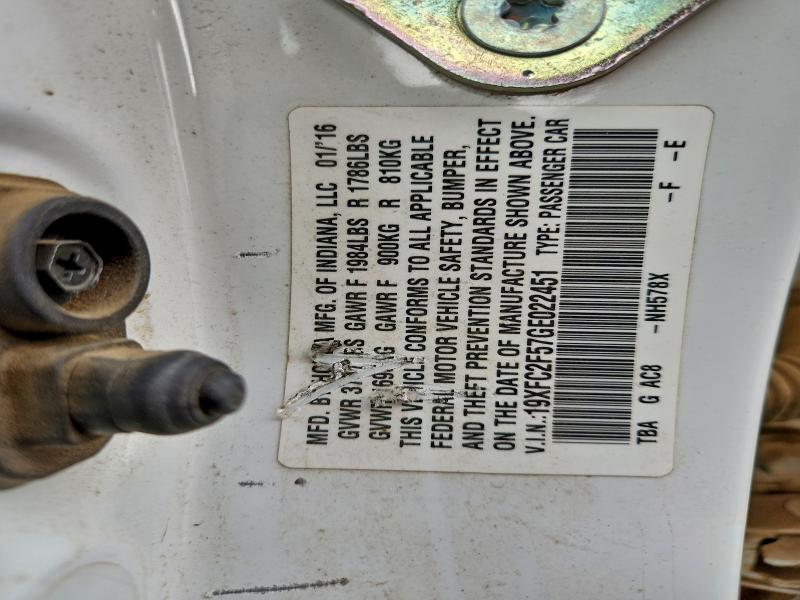 MFD. BY HONDA MFG. OF INDIANA, LLC 01/'16
GVWR LBS GAWR F 1984LBS R 1786LBS
GVWR KG GAWR F 900KG R 810KG
THIS VEHICLE CONFORMS TO ALL APPLICABLE
FEDERAL MOTOR VEHICLE SAFETY, BUMPER,
AND THEFT PREVENTION STANDARDS IN EFFECT
ON THE DATE OF MANUFACTURE SHOWN ABOVE.
V.I.N.:19XFC2F57GE022451 TYPE: PASSENGER CAR
TBA G AC8 -NH578X -F -E